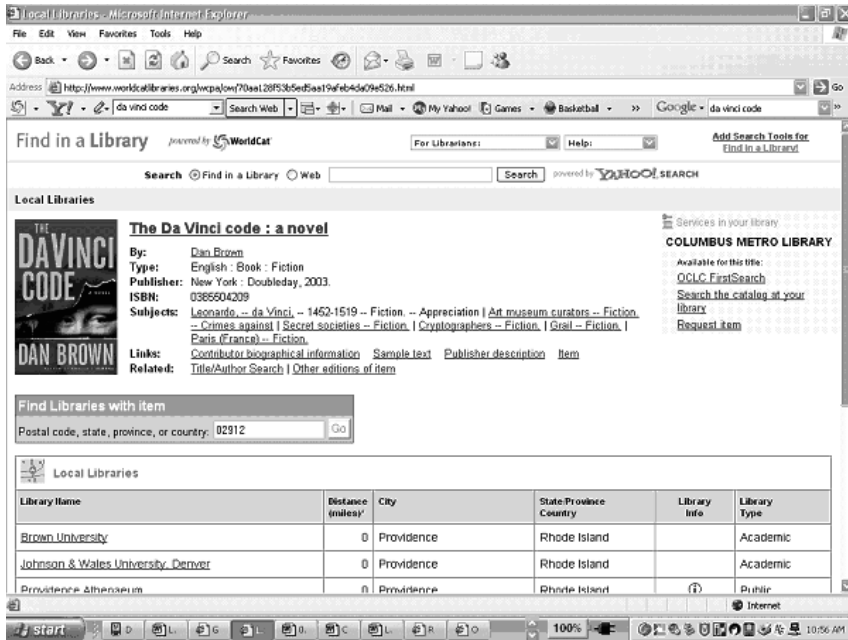 Local Libraries - Microsoft Internet Explorer
File Edit View Favorites Tools Help
Back Search Favorites
Address http://www.worldcatlibraries.org/wcpa/ow/70aa128f53b5ed5aa19afeb4da09e526.html Go
Y! da vinci code Search Web Mail My Yahoo! Games Basketball » Google da vinci code »
Find in a Library powered by WorldCat For Librarians: Help: Add Search Tools for
Find in a Library!
Search Find in a Library Web Search powered by YAHOO! SEARCH
Local Libraries
THE
DA VINCI
CODE
A NOVEL
DAN BROWN
The Da Vinci code : a novel
By: Dan Brown
Type: English : Book : Fiction
Publisher: New York : Doubleday, 2003.
ISBN: 0385504209
Subjects: Leonardo, -- da Vinci, -- 1452-1519 -- Fiction. -- Appreciation | Art museum curators -- Fiction.
-- Crimes against | Secret societies -- Fiction. | Cryptographers -- Fiction. | Grail -- Fiction. |
Paris (France) -- Fiction.
Links: Contributor biographical information Sample text Publisher description Item
Related: Title/Author Search | Other editions of item
Services in your library
COLUMBUS METRO LIBRARY
Available for this title:
OCLC FirstSearch
Search the catalog at your
library
Request item
Find Libraries with item
Postal code, state, province, or country: 02912 Go
Local Libraries
Library Name Distance (miles)* City State/Province Country Library Info Library Type
Brown University 0 Providence Rhode Island Academic
Johnson & Wales University, Denver 0 Providence Rhode Island Academic
Providence Athenaeum 0 Providence Rhode Island Public
Internet
start D L. G L. 0. C L. R O 100% 10:56 AM